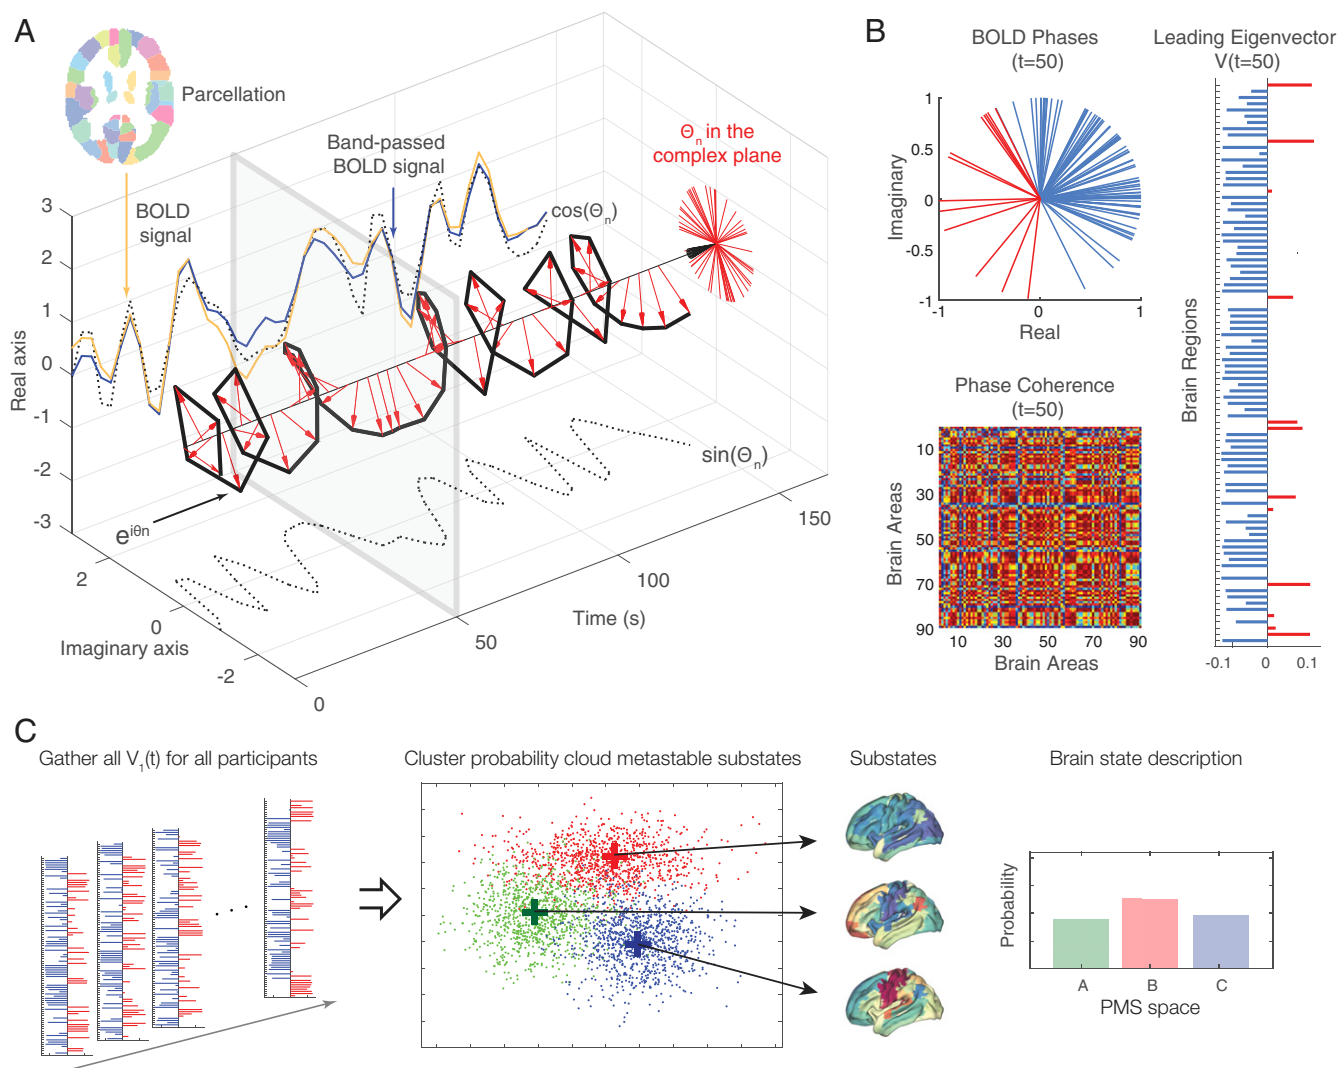 A
Parcellation
BOLD
signal
Band-passed
BOLD signal
Θn in the
complex plane
cos(Θn)
sin(Θn)
e^iθn
Real axis
3
2
1
0
-1
-2
-3
Imaginary axis
2
0
-2
Time (s)
0
50
100
150
B
BOLD Phases
(t=50)
Imaginary
1
0.5
0
-0.5
-1
-1
0
1
Real
Phase Coherence
(t=50)
Brain Areas
10
30
50
70
90
10
30
50
70
90
Brain Areas
Leading Eigenvector
V(t=50)
Brain Regions
-0.1
0
0.1
C
Gather all V1(t) for all participants
Cluster probability cloud metastable substates
Substates
Brain state description
Probability
A
B
C
PMS space